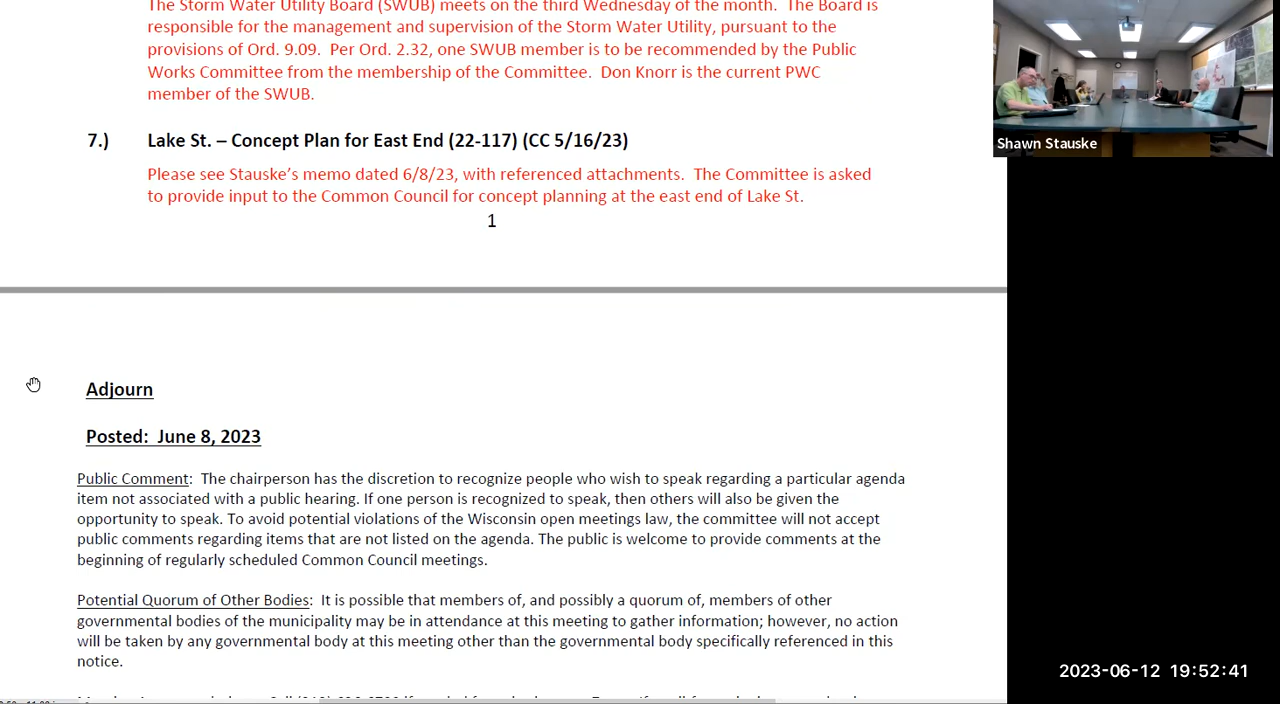 The Storm Water Utility Board (SWUB) meets on the third Wednesday of the month.  The Board is
responsible for the management and supervision of the Storm Water Utility, pursuant to the
provisions of Ord. 9.09.  Per Ord. 2.32, one SWUB member is to be recommended by the Public
Works Committee from the membership of the Committee.  Don Knorr is the current PWC
member of the SWUB.
7.) Lake St. – Concept Plan for East End (22-117) (CC 5/16/23)
Please see Stauske's memo dated 6/8/23, with referenced attachments.  The Committee is asked
to provide input to the Common Council for concept planning at the east end of Lake St.
1
Adjourn
Posted:  June 8, 2023
Public Comment:  The chairperson has the discretion to recognize people who wish to speak regarding a particular agenda
item not associated with a public hearing. If one person is recognized to speak, then others will also be given the
opportunity to speak. To avoid potential violations of the Wisconsin open meetings law, the committee will not accept
public comments regarding items that are not listed on the agenda. The public is welcome to provide comments at the
beginning of regularly scheduled Common Council meetings.
Potential Quorum of Other Bodies:  It is possible that members of, and possibly a quorum of, members of other
governmental bodies of the municipality may be in attendance at this meeting to gather information; however, no action
will be taken by any governmental body at this meeting other than the governmental body specifically referenced in this
notice.
Shawn Stauske
2023-06-12 19:52:41